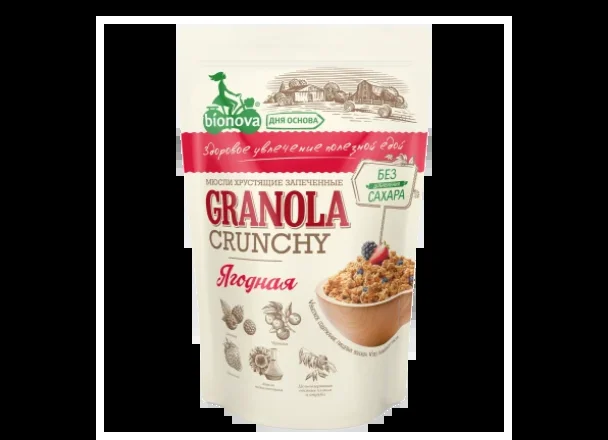 bionova®
ДНЯ ОСНОВА
Здоровое увлечение полезной едой
МЮСЛИ ХРУСТЯЩИЕ ЗАПЕЧЕННЫЕ
БЕЗ
САХАРА
GRANOLA
CRUNCHY
Ягодная